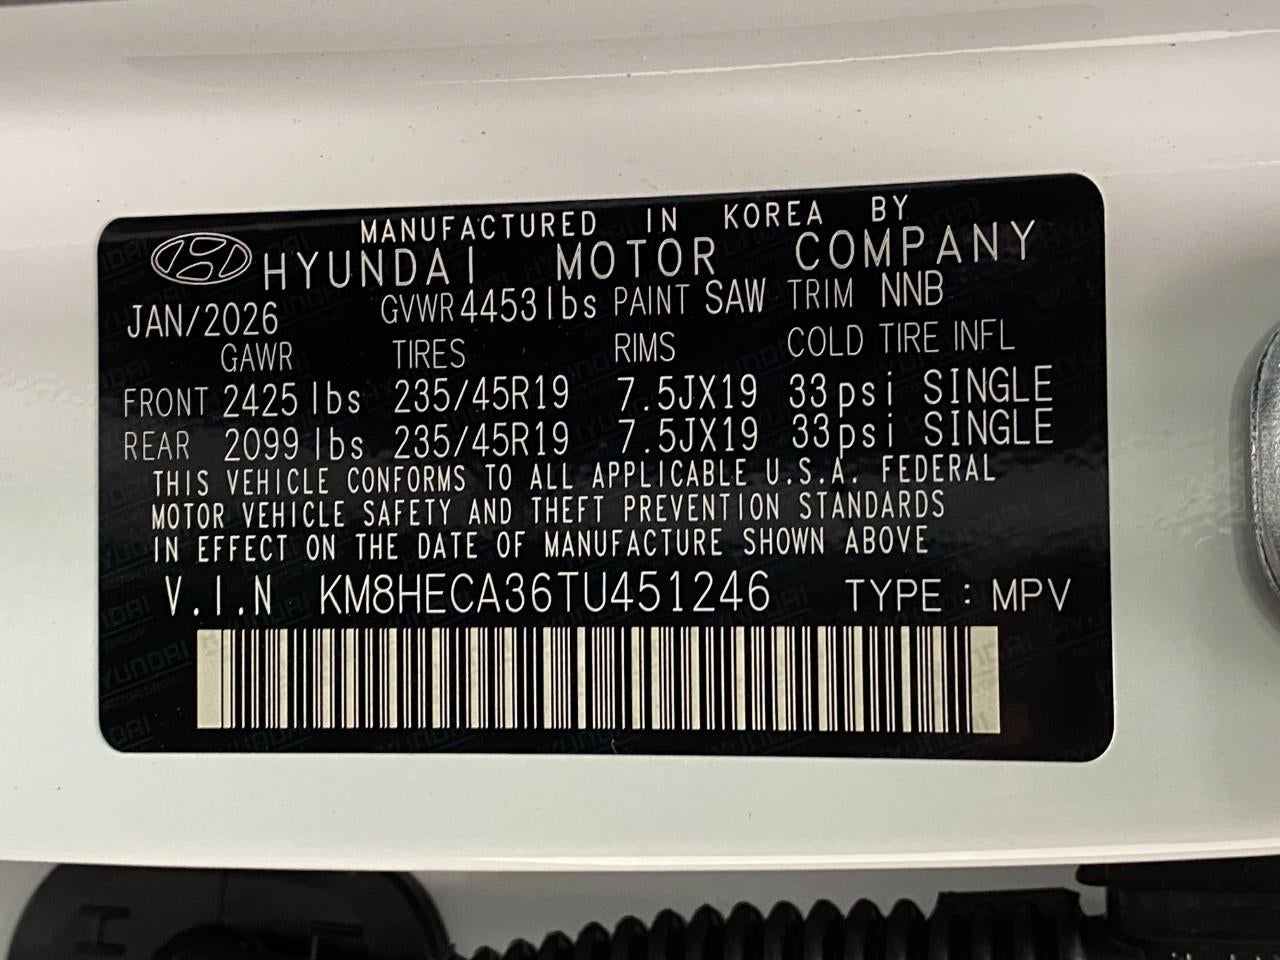 MANUFACTURED IN KOREA BY
HYUNDAI MOTOR COMPANY
JAN/2026 GVWR 4453 lbs PAINT SAW TRIM NNB
GAWR TIRES RIMS COLD TIRE INFL
FRONT 2425 lbs 235/45R19 7.5JX19 33psi SINGLE
REAR 2099 lbs 235/45R19 7.5JX19 33psi SINGLE
THIS VEHICLE CONFORMS TO ALL APPLICABLE U.S.A. FEDERAL
MOTOR VEHICLE SAFETY AND THEFT PREVENTION STANDARDS
IN EFFECT ON THE DATE OF MANUFACTURE SHOWN ABOVE
V.I.N KM8HECA36TU451246 TYPE : MPV